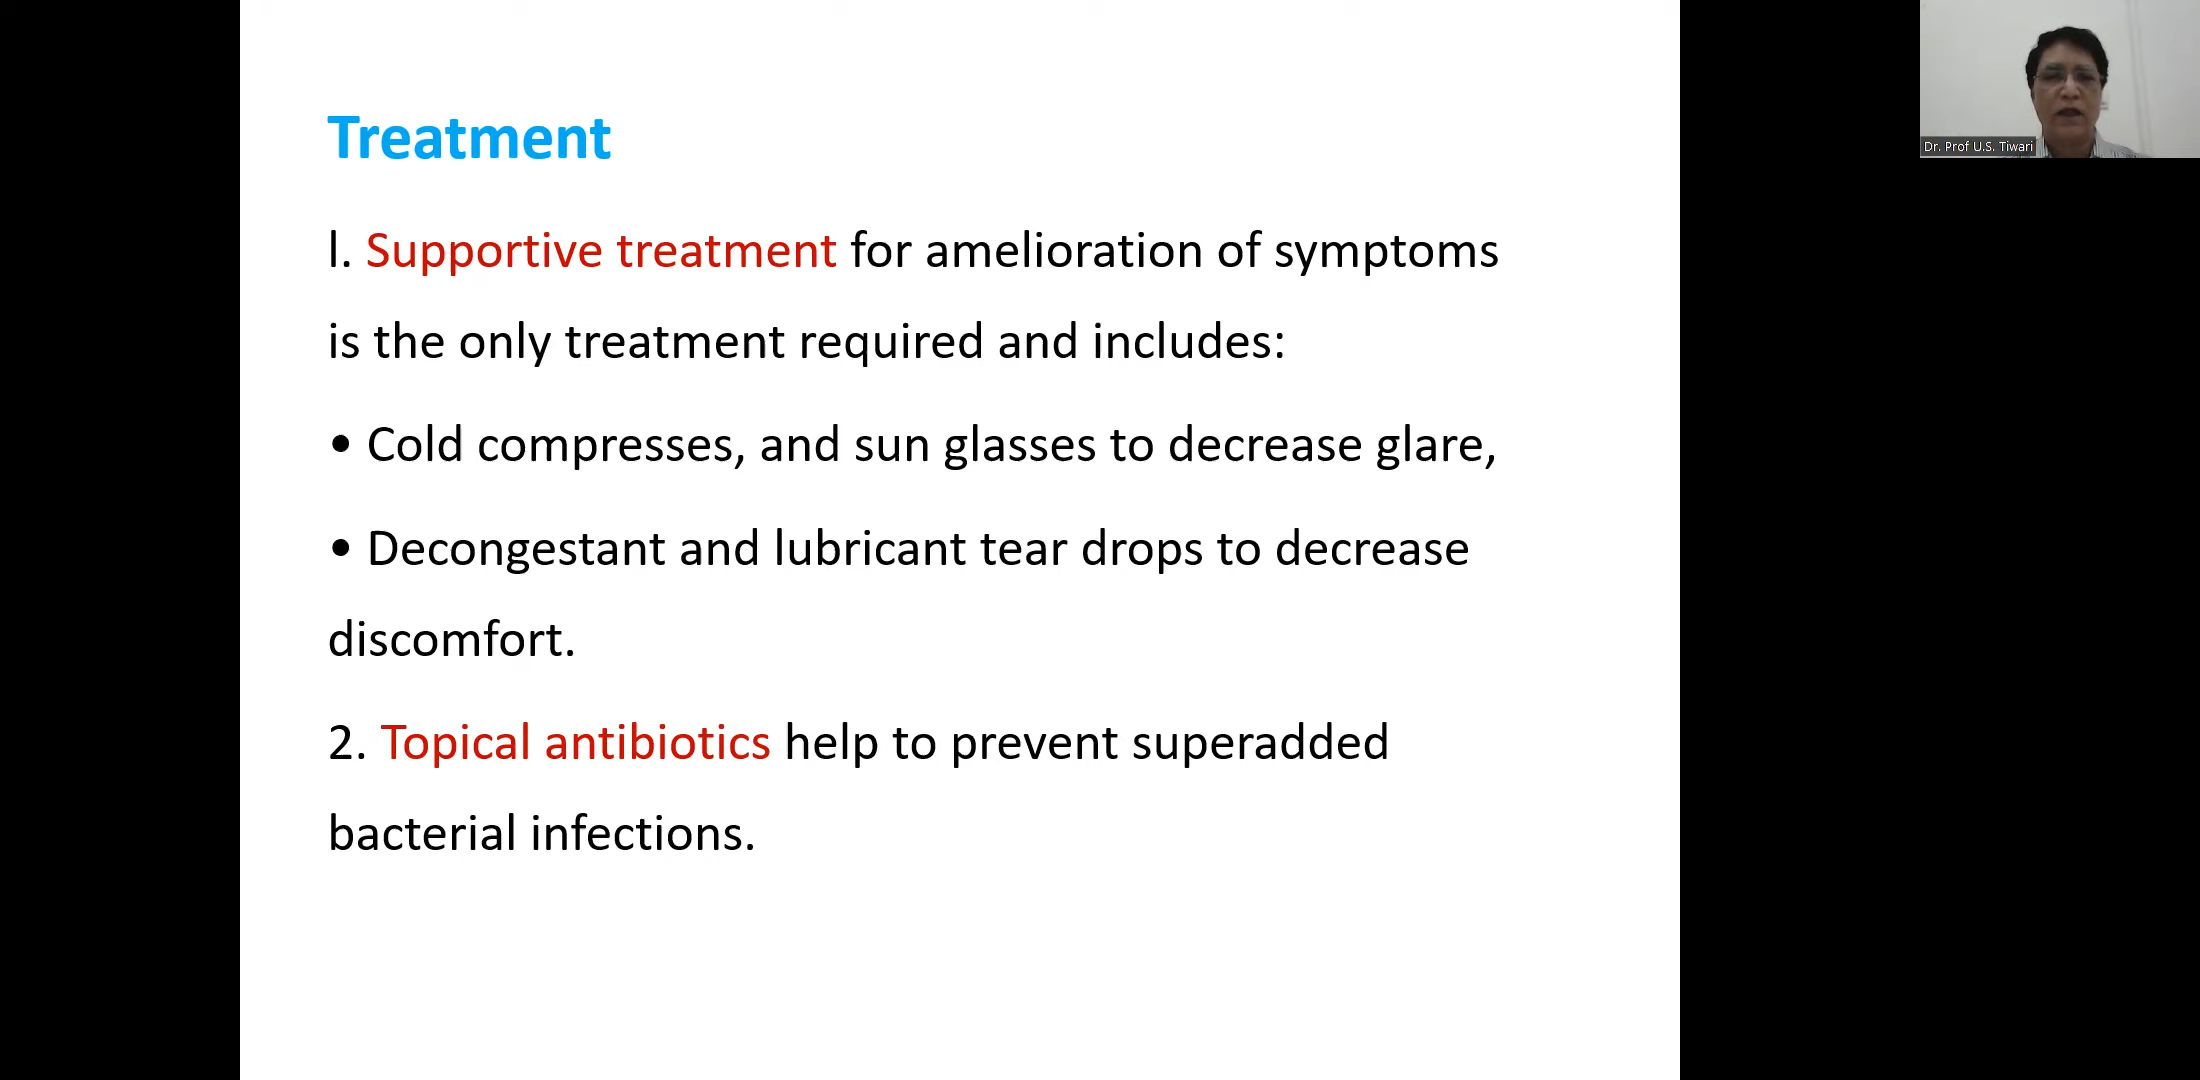 Treatment
l. Supportive treatment for amelioration of symptoms
is the only treatment required and includes:
• Cold compresses, and sun glasses to decrease glare,
• Decongestant and lubricant tear drops to decrease
discomfort.
2. Topical antibiotics help to prevent superadded
bacterial infections.
Dr. Prof U.S. Tiwari